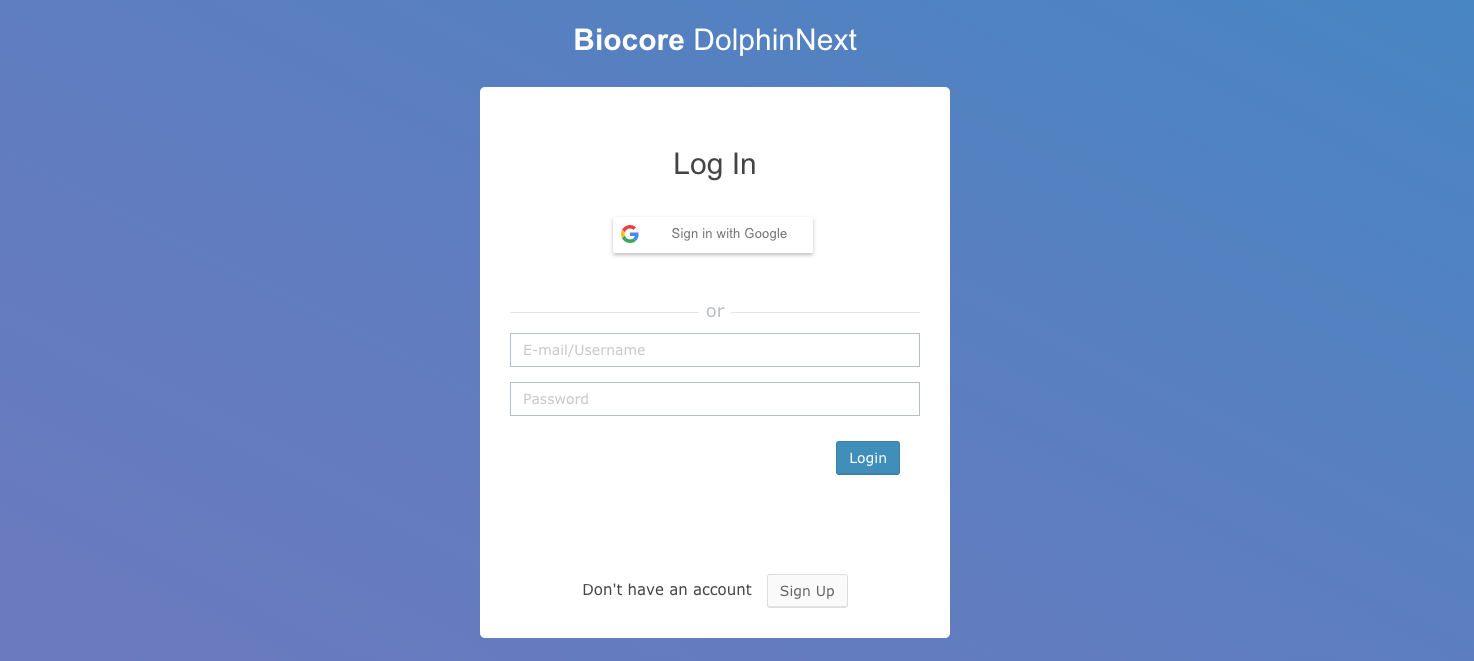 Biocore DolphinNext
Log In
Sign in with Google
or
E-mail/Username
Password
Login
Don't have an account
Sign Up